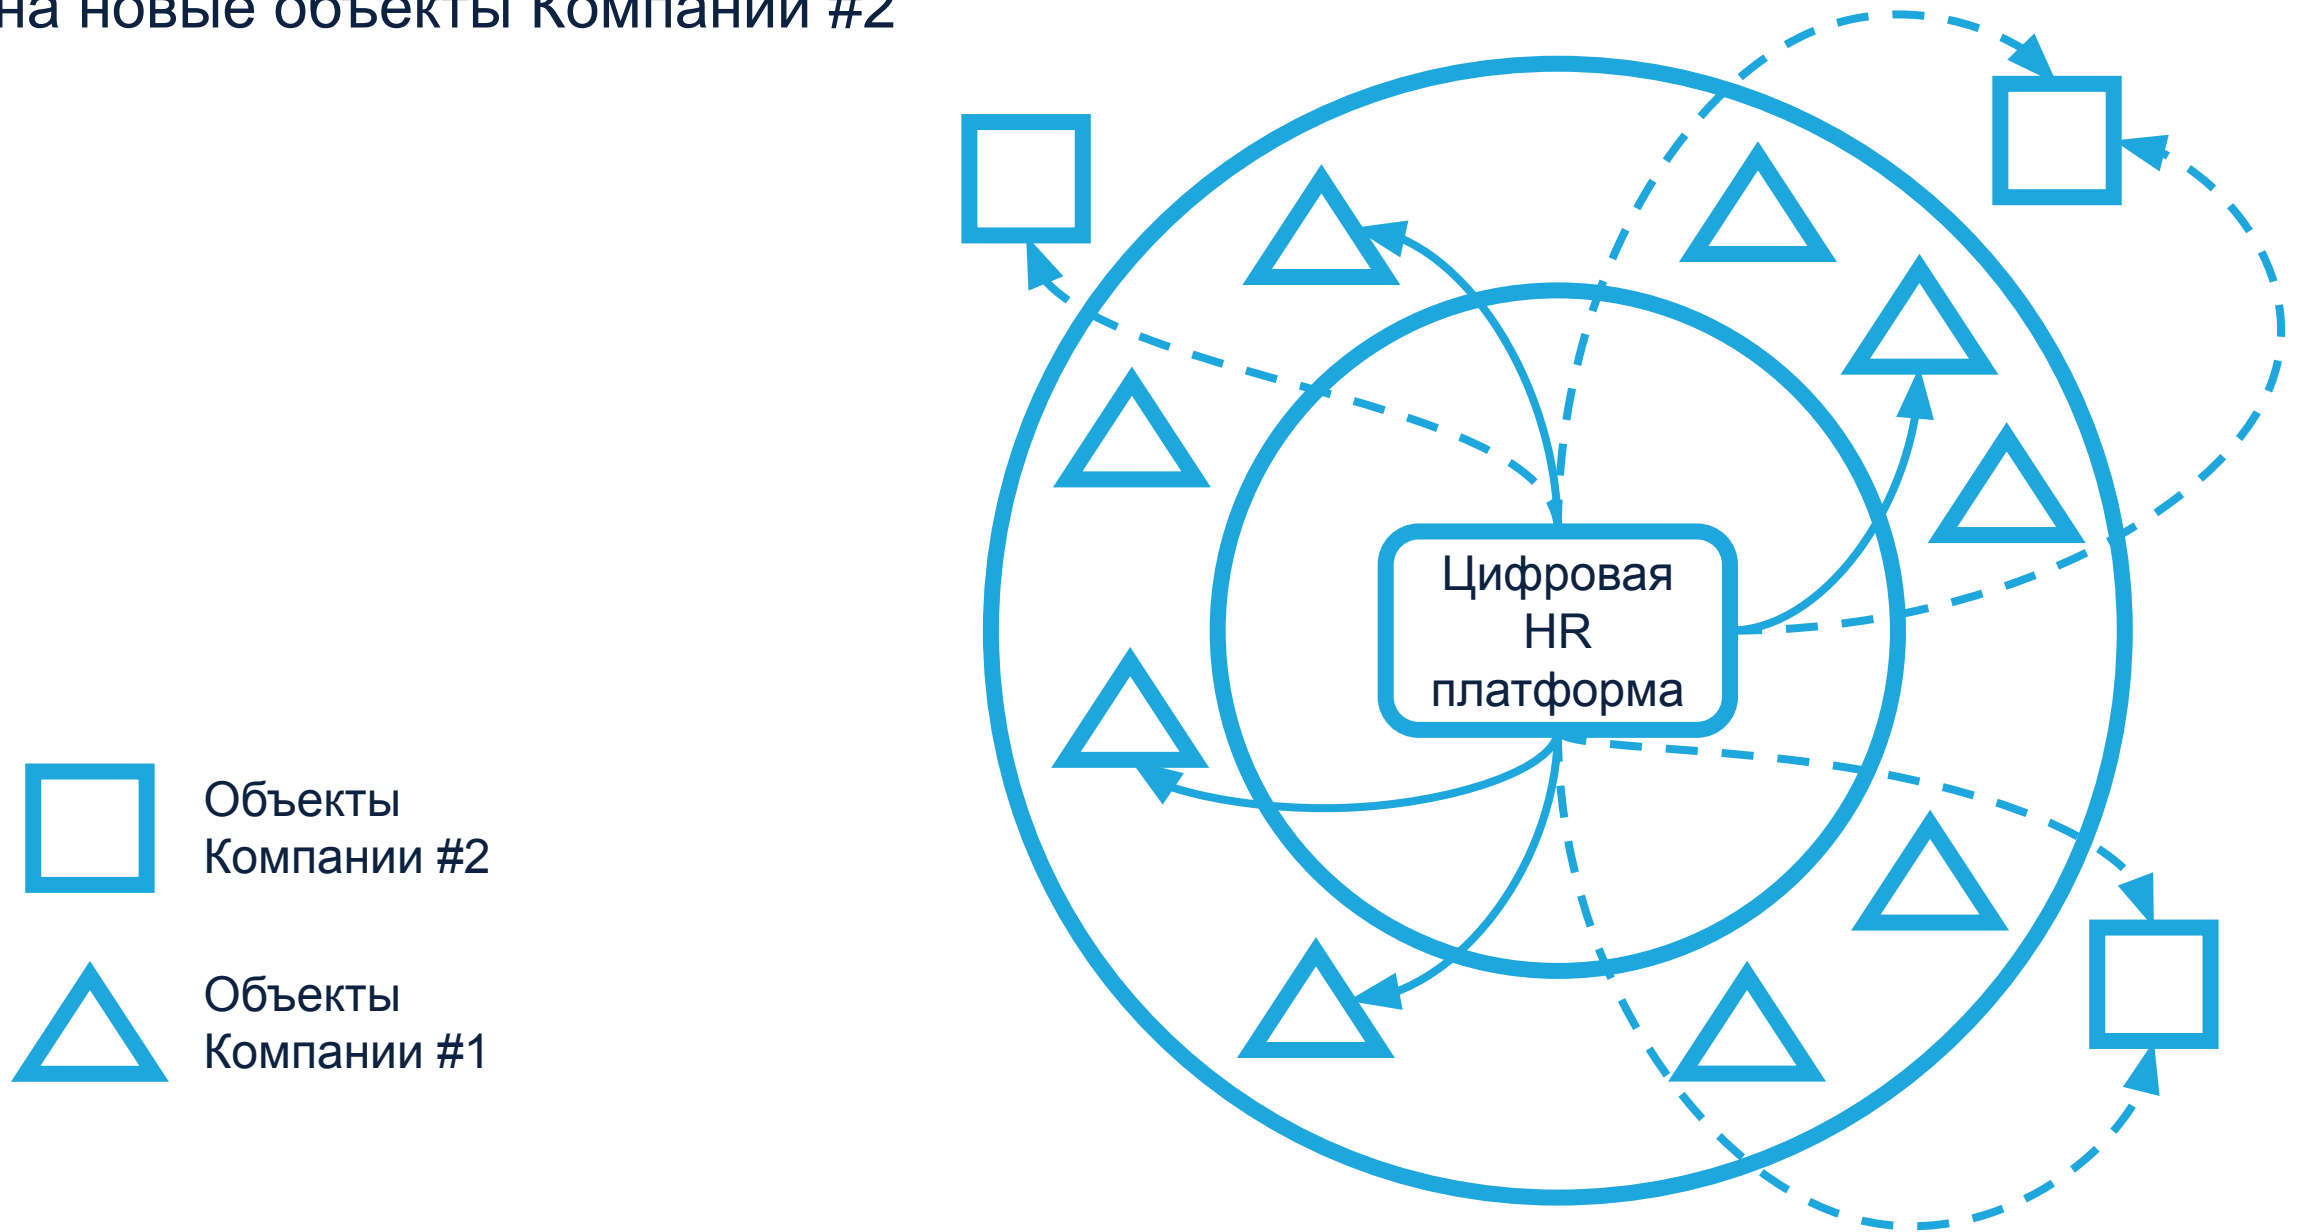 на новые объекты Компании #2
Цифровая
HR
платформа
Объекты
Компании #2
Объекты
Компании #1